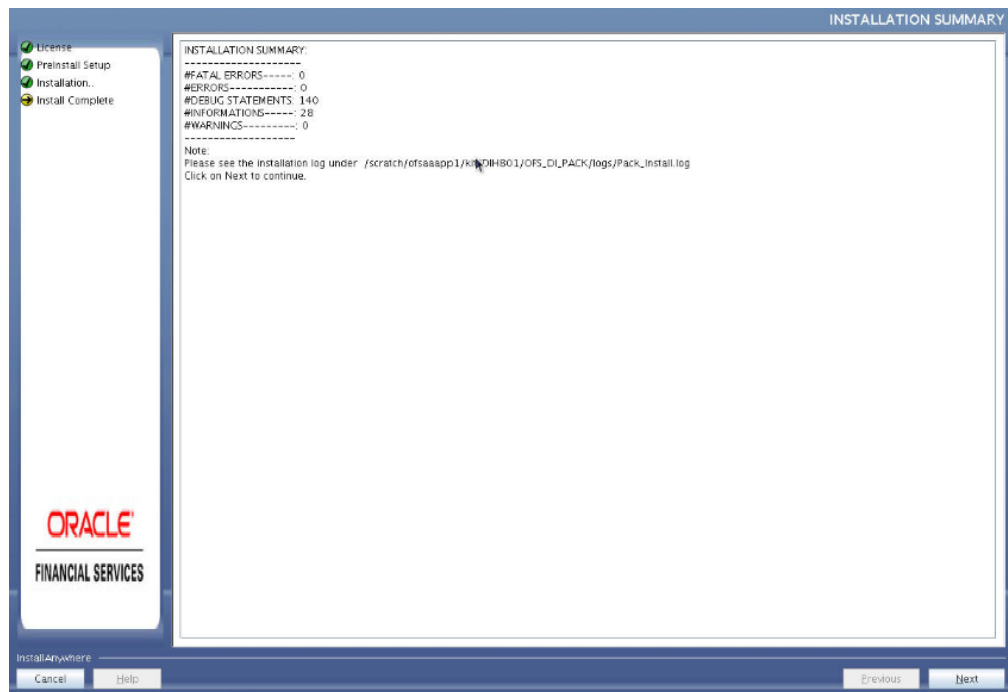 INSTALLATION SUMMARY
License
Preinstall Setup
Installation..
Install Complete
INSTALLATION SUMMARY:
--------------------
#FATAL ERRORS-----: 0
#ERRORS-----------: 0
#DEBUG STATEMENTS: 140
#INFORMATIONS-----: 28
#WARNINGS---------: 0
-------------------
Note:
Please see the installation log under /scratch/ofsaaapp1/ DIHB01/OFS_DI_PACK/logs/Pack_Install.log
Click on Next to continue.
ORACLE
FINANCIAL SERVICES
InstallAnywhere
Cancel
Help
Previous
Next